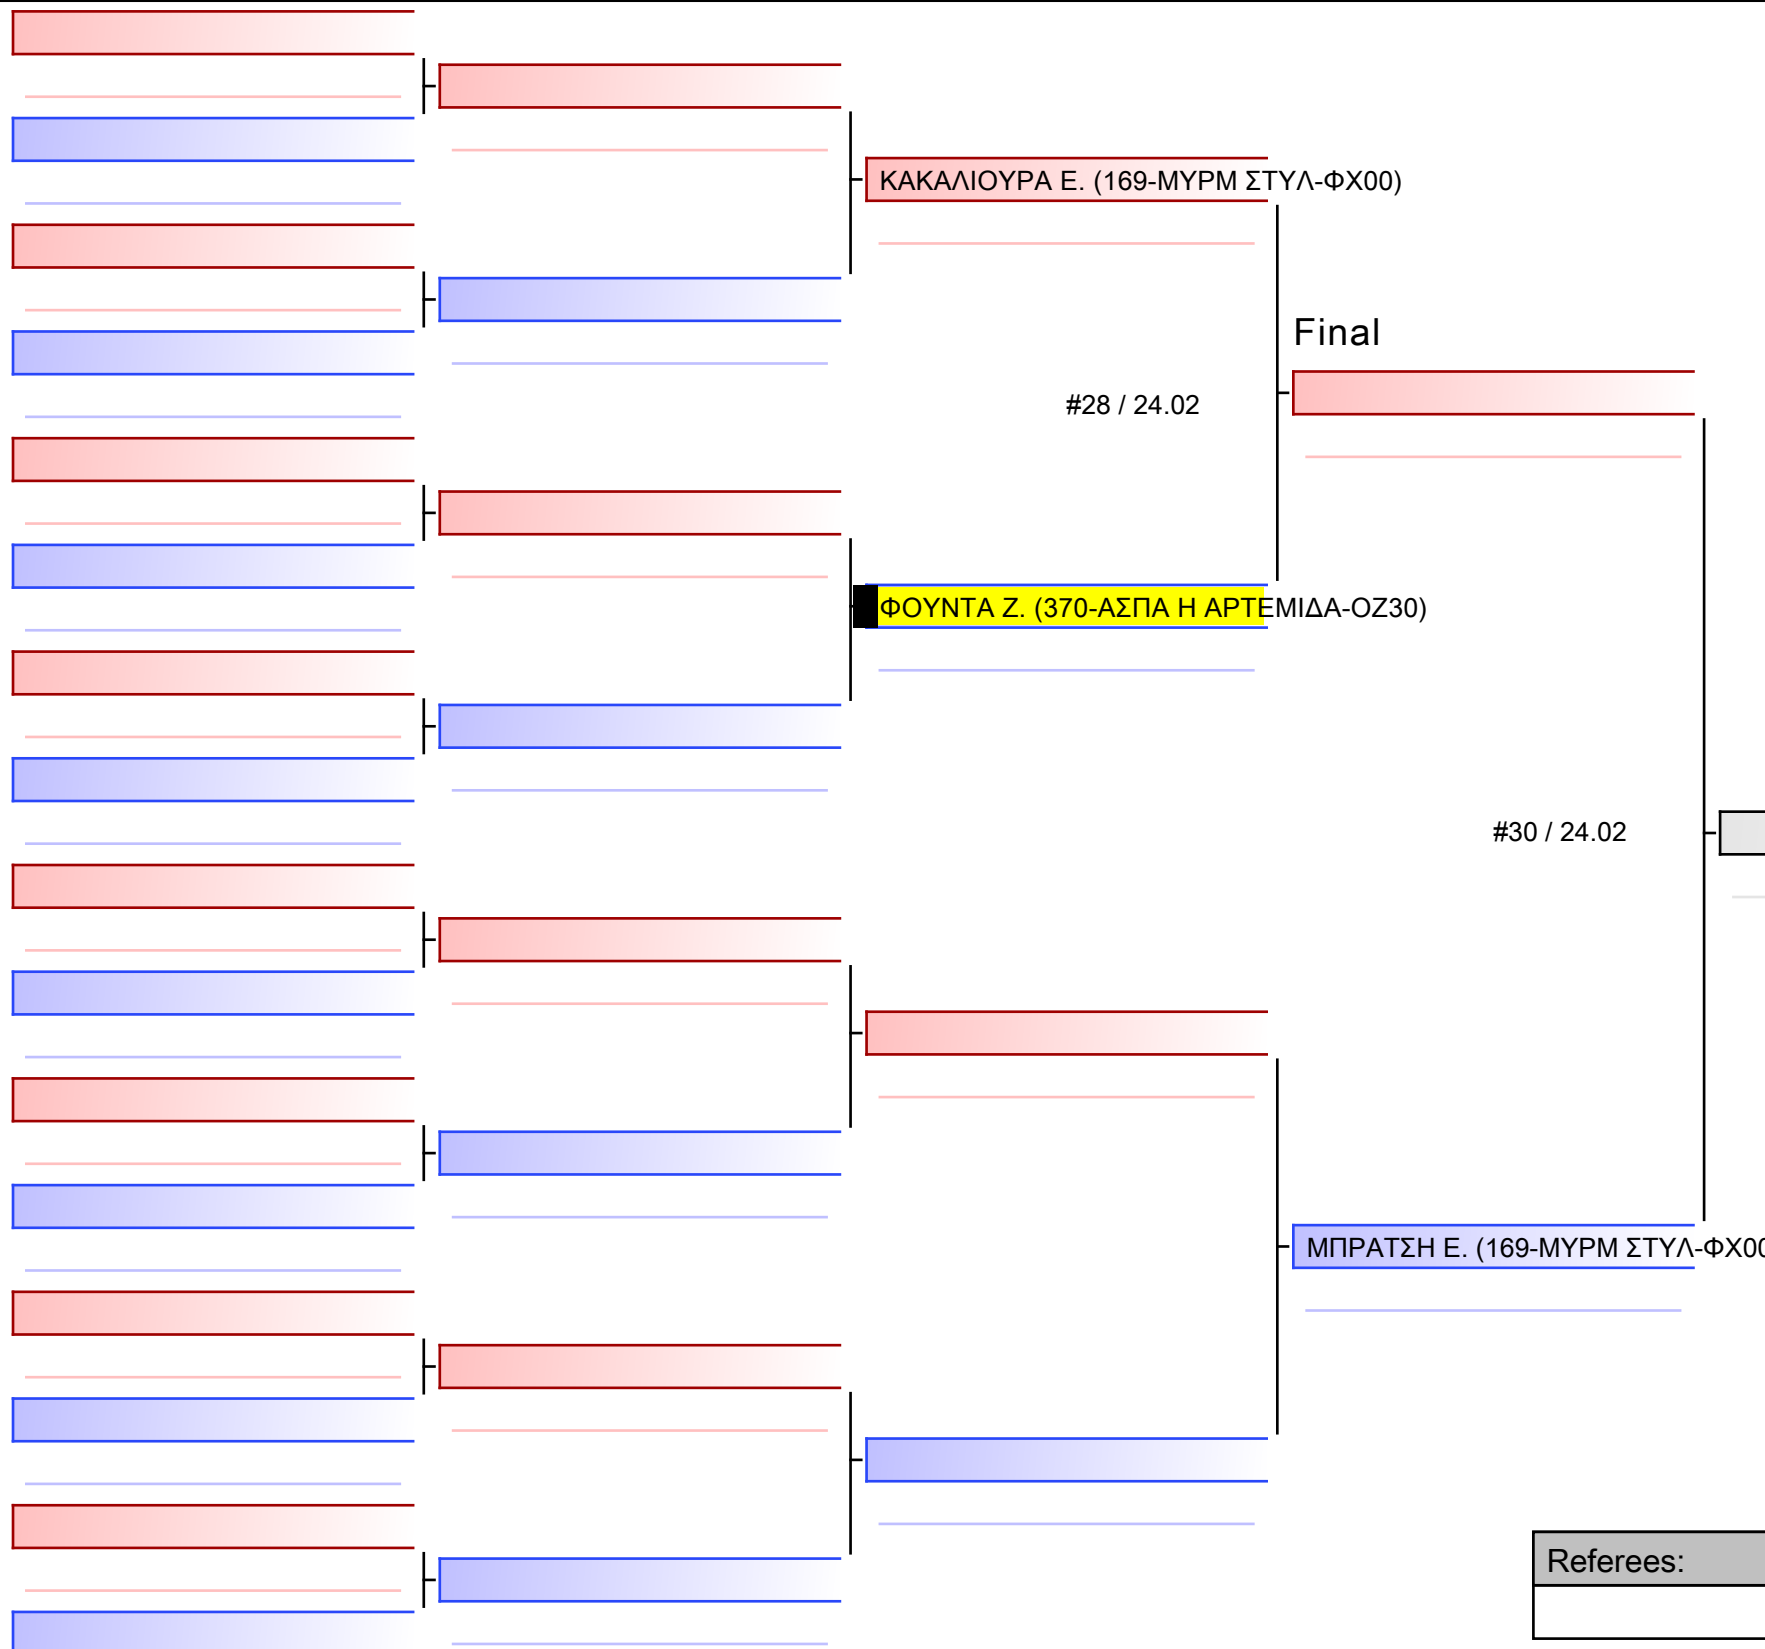 ΚΑΚΑΛΙΟΥΡΑ Ε. (169-ΜΥΡΜ ΣΤΥΛ-ΦΧ00)
Final
#28 / 24.02
ΦΟΥΝΤΑ Ζ. (370-ΑΣΠΑ Η ΑΡΤΕΜΙΔΑ-ΟΖ30)
#30 / 24.02
ΜΠΡΑΤΣΗ Ε. (169-ΜΥΡΜ ΣΤΥΛ-ΦΧ00
Referees: